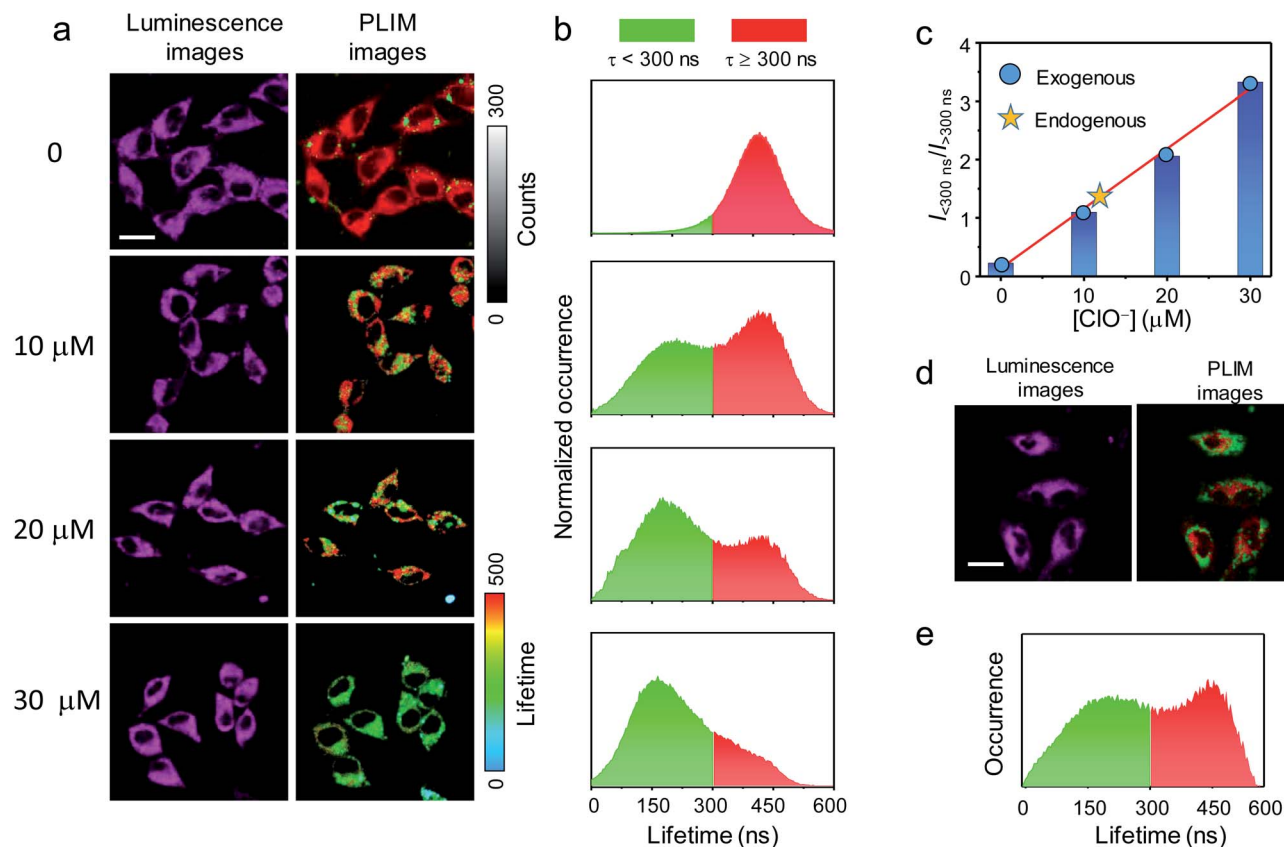 a
Luminescence
images
PLIM
images
0
10 μM
20 μM
30 μM
300
Counts
0
500
Lifetime
0
b
τ < 300 ns
τ ≥ 300 ns
Normalized occurrence
0 150 300 450 600
Lifetime (ns)
c
4
3
2
1
0
I<300 ns/I>300 ns
Exogenous
Endogenous
0 10 20 30
[ClO⁻] (μM)
d
Luminescence
images
PLIM
images
e
Occurrence
0 150 300 450 600
Lifetime (ns)